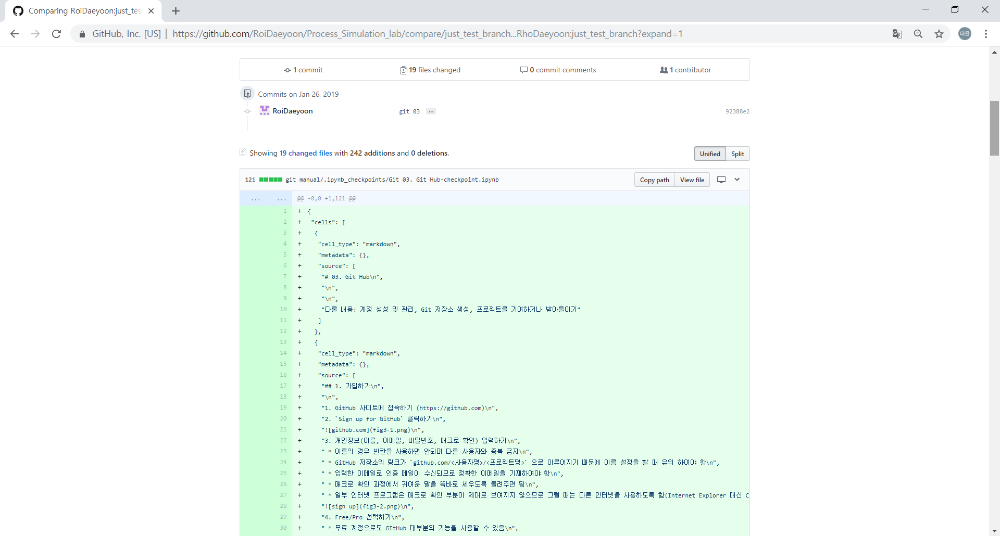 Comparing RoiDaeyoon:just_tes
GitHub, Inc. [US] | https://github.com/RoiDaeyoon/Process_Simulation_lab/compare/just_test_branch...RhoDaeyoon:just_test_branch?expand=1
대윤
1 commit
19 files changed
0 commit comments
1 contributor
Commits on Jan 26, 2019
RoiDaeyoon git 03 … 92388e2
Showing 19 changed files with 242 additions and 0 deletions.
Unified Split
121 git manual/.ipynb_checkpoints/Git 03. Git Hub-checkpoint.ipynb
Copy path View file
... ... @@ -0,0 +1,121 @@
1 + {
2 + "cells": [
3 + {
4 + "cell_type": "markdown",
5 + "metadata": {},
6 + "source": [
7 + "# 03. Git Hub\n",
8 + "\n",
9 + "\n",
10 + "다룰 내용: 계정 생성 및 관리, Git 저장소 생성, 프로젝트를 기여하거나 받아들이기"
11 + ]
12 + },
13 + {
14 + "cell_type": "markdown",
15 + "metadata": {},
16 + "source": [
17 + "## 1. 가입하기\n",
18 + "\n",
19 + "1. GitHub 사이트에 접속하기 (https://github.com)\n",
20 + "2. `Sign up for GitHub` 클릭하기\n",
21 + "![github.com](fig3-1.png)\n",
22 + "3. 개인정보(이름, 이메일, 비밀번호, 매크로 확인) 입력하기\n",
23 + " * 이름의 경우 빈칸을 사용하면 안되며 다른 사용자와 중복 금지\n",
24 + " * GitHub 저장소의 링크가 `github.com/<사용자명>/<프로젝트명>` 으로 이루어지기 때문에 이름 설정을 할 때 유의 하여야 함\n",
25 + " * 입력한 이메일로 인증 메일이 수신되므로 정확한 이메일을 기재하여야 함\n",
26 + " * 매크로 확인 과정에서 귀여운 말을 똑바로 세우도록 돌려주면 됨\n",
27 + " * 일부 인터넷 프로그램은 매크로 확인 부분이 제대로 보여지지 않으므로 그럴 때는 다른 인터넷을 사용하도록 함(Internet Explorer 대신 C
28 + "![sign up](fig3-2.png)\n",
29 + "4. Free/Pro 선택하기\n",
30 + " * 무료 계정으로도 GItHub 대부분의 기능을 사용할 수 있음\n",